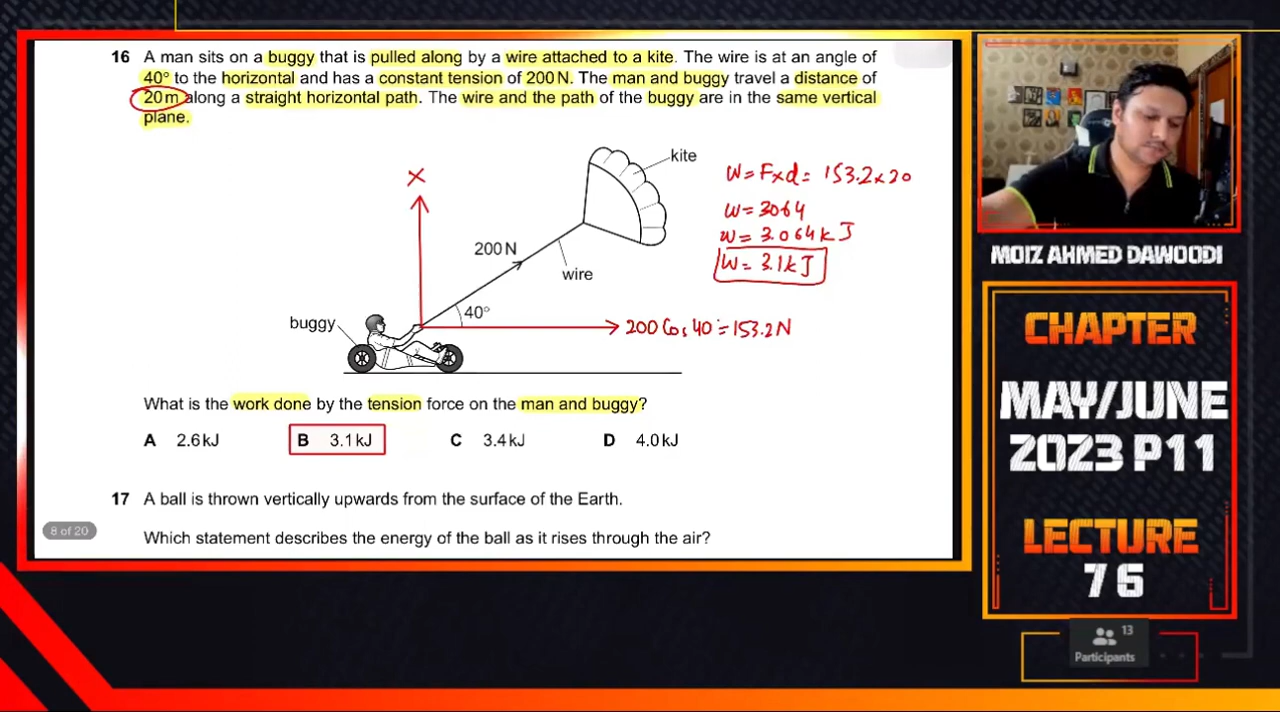 16 A man sits on a buggy that is pulled along by a wire attached to a kite. The wire is at an angle of
40° to the horizontal and has a constant tension of 200 N. The man and buggy travel a distance of
20 m along a straight horizontal path. The wire and the path of the buggy are in the same vertical
plane.
kite
X
W = F×d = 153.2×20
W = 3064
W = 3.064kJ
W = 3.1kJ
200 N
wire
40°
buggy
200 Cos 40 = 153.2N
What is the work done by the tension force on the man and buggy?
A 2.6 kJ B 3.1 kJ C 3.4 kJ D 4.0 kJ
17 A ball is thrown vertically upwards from the surface of the Earth.
8 of 20
Which statement describes the energy of the ball as it rises through the air?
MOIZ AHMED DAWOODI
CHAPTER
MAY/JUNE
2023 P11
LECTURE
76
13
Participants